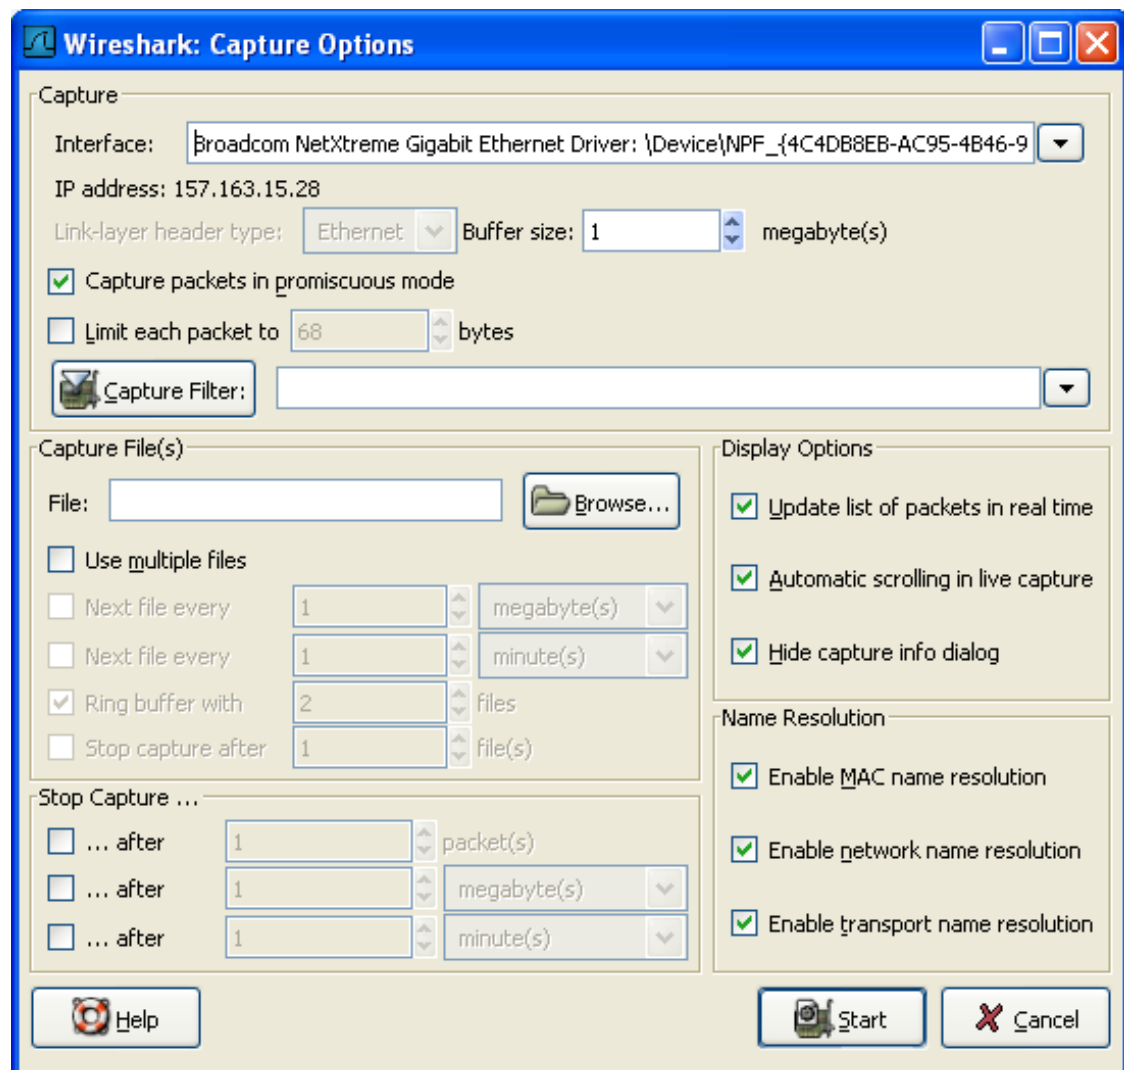 Wireshark: Capture Options
Capture
Interface: Broadcom NetXtreme Gigabit Ethernet Driver: \Device\NPF_{4C4DB8EB-AC95-4B46-9
IP address: 157.163.15.28
Link-layer header type: Ethernet Buffer size: 1 megabyte(s)
Capture packets in promiscuous mode
Limit each packet to 68 bytes
Capture Filter:
Capture File(s)
File: Browse...
Use multiple files
Next file every 1 megabyte(s)
Next file every 1 minute(s)
Ring buffer with 2 files
Stop capture after 1 file(s)
Stop Capture ...
... after 1 packet(s)
... after 1 megabyte(s)
... after 1 minute(s)
Display Options
Update list of packets in real time
Automatic scrolling in live capture
Hide capture info dialog
Name Resolution
Enable MAC name resolution
Enable network name resolution
Enable transport name resolution
Help Start Cancel